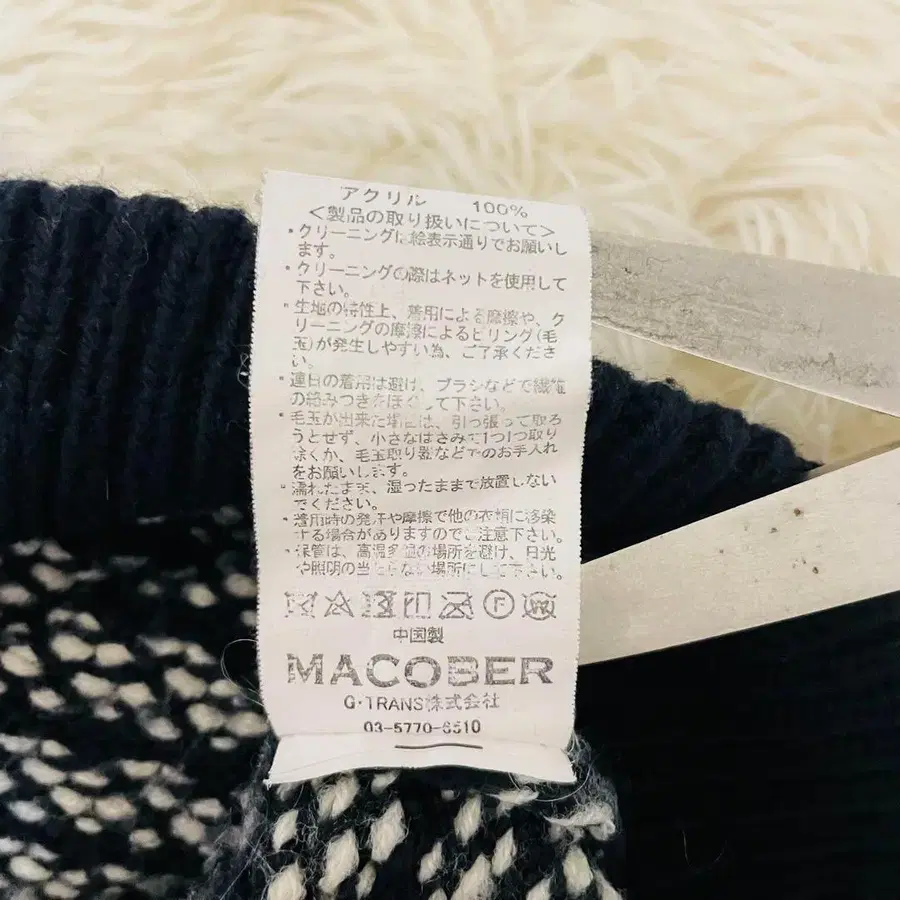 アクリル 100%
<製品の取り扱いについて>
・クリーニングは絵表示通りでお願いし
ます。
・クリーニングの際はネットを使用して
下さい。
・生地の特性上、着用による摩擦や、ク
リーニングの摩擦によるピリング(毛
玉)が発生しやすい為、ご了承くださ
い。
・連日の着用は避け、ブラシなどで繊維
の絡みつきをほぐして下さい。
・毛玉が出来た場合は、引っ張って取ろ
うとせず、小さなはさみで1つ1つ取り
除くか、毛玉取り器などでのお手入れ
をお願いします。
・濡れたまま、湿ったままで放置しない
でください。
・着用時の発汗や摩擦で他の衣類に移染
する場合がありますのでご注意下さい。
・保管は、高温多湿の場所を避け、日光
や照明の当たらない場所にして下さい。
F W
中国製
MACOBER
G・TRANS株式会社
03-5770-6510